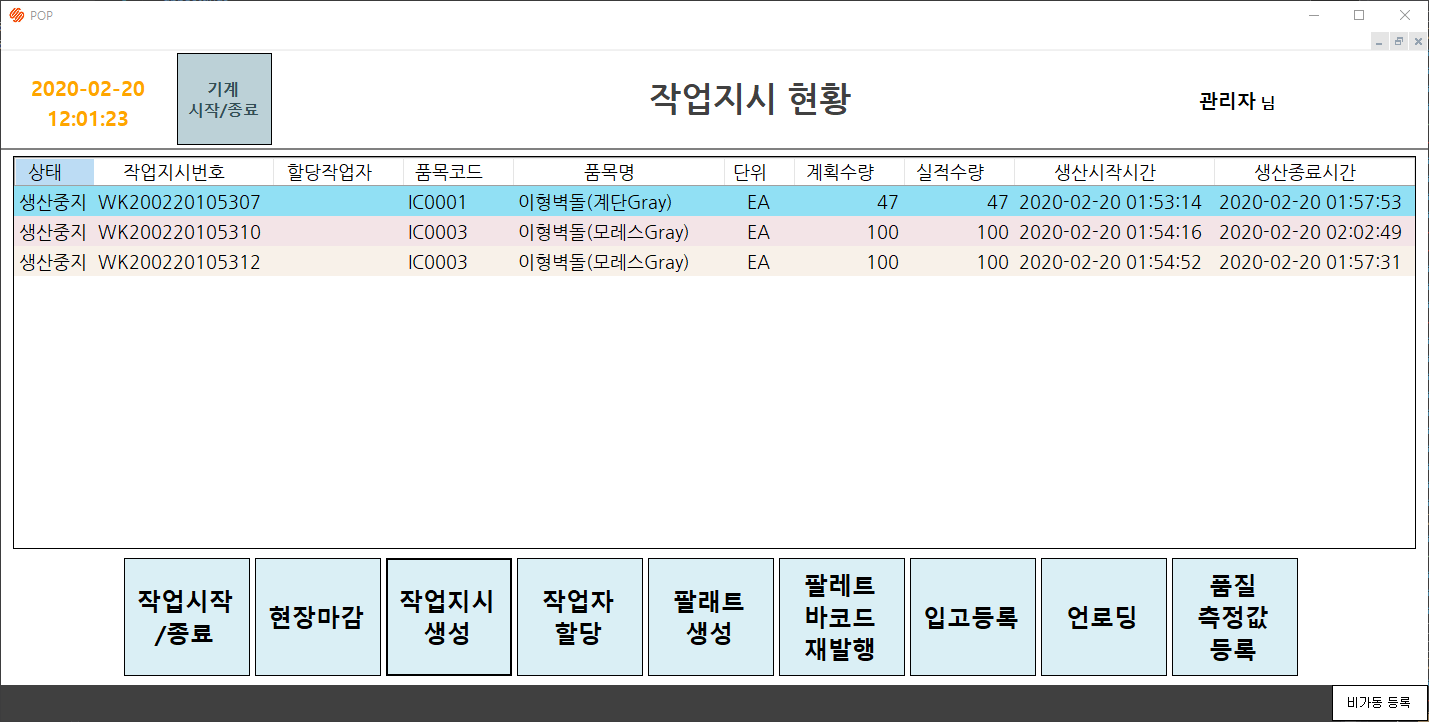 POP
2020-02-20
12:01:23
기계
시작/종료
작업지시 현황
관리자 님
상태 작업지시번호 할당작업자 품목코드 품목명 단위 계획수량 실적수량 생산시작시간 생산종료시간
생산중지 WK200220105307 IC0001 이형벽돌(계단Gray) EA 47 47 2020-02-20 01:53:14 2020-02-20 01:57:53
생산중지 WK200220105310 IC0003 이형벽돌(모레스Gray) EA 100 100 2020-02-20 01:54:16 2020-02-20 02:02:49
생산중지 WK200220105312 IC0003 이형벽돌(모레스Gray) EA 100 100 2020-02-20 01:54:52 2020-02-20 01:57:31
작업시작
/종료
현장마감
작업지시
생성
작업자
할당
팔래트
생성
팔레트
바코드
재발행
입고등록
언로딩
품질
측정값
등록
비가동 등록